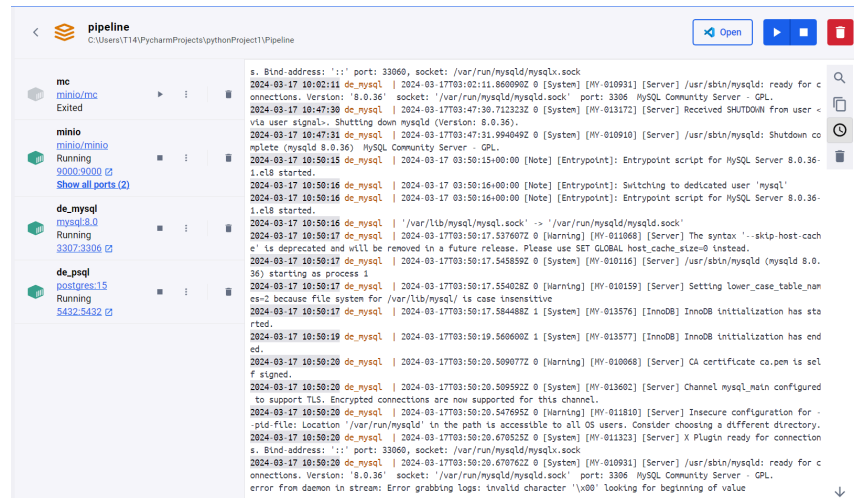 pipeline
C:\Users\T14\PycharmProjects\pythonProject1\Pipeline
Open
mc
minio/mc
Exited
minio
minio/minio
Running
9000:9000
Show all ports (2)
de_mysql
mysql:8.0
Running
3307:3306
de_psql
postgres:15
Running
5432:5432
s. Bind-address: '::' port: 33060, socket: /var/run/mysqld/mysqlx.sock
2024-03-17 10:02:11 de_mysql | 2024-03-17T03:02:11.860090Z 0 [System] [MY-010931] [Server] /usr/sbin/mysqld: ready for c
onnections. Version: '8.0.36' socket: '/var/run/mysqld/mysqld.sock' port: 3306 MySQL Community Server - GPL.
2024-03-17 10:47:30 de_mysql | 2024-03-17T03:47:30.712323Z 0 [System] [MY-013172] [Server] Received SHUTDOWN from user <
via user signal>. Shutting down mysqld (Version: 8.0.36).
2024-03-17 10:47:31 de_mysql | 2024-03-17T03:47:31.994049Z 0 [System] [MY-010910] [Server] /usr/sbin/mysqld: Shutdown co
mplete (mysqld 8.0.36) MySQL Community Server - GPL.
2024-03-17 10:50:15 de_mysql | 2024-03-17 03:50:15+00:00 [Note] [Entrypoint]: Entrypoint script for MySQL Server 8.0.36-
1.el8 started.
2024-03-17 10:50:16 de_mysql | 2024-03-17 03:50:16+00:00 [Note] [Entrypoint]: Switching to dedicated user 'mysql'
2024-03-17 10:50:16 de_mysql | 2024-03-17 03:50:16+00:00 [Note] [Entrypoint]: Entrypoint script for MySQL Server 8.0.36-
1.el8 started.
2024-03-17 10:50:16 de_mysql | '/var/lib/mysql/mysql.sock' -> '/var/run/mysqld/mysqld.sock'
2024-03-17 10:50:17 de_mysql | 2024-03-17T03:50:17.537607Z 0 [Warning] [MY-011068] [Server] The syntax '--skip-host-cach
e' is deprecated and will be removed in a future release. Please use SET GLOBAL host_cache_size=0 instead.
2024-03-17 10:50:17 de_mysql | 2024-03-17T03:50:17.545859Z 0 [System] [MY-010116] [Server] /usr/sbin/mysqld (mysqld 8.0.
36) starting as process 1
2024-03-17 10:50:17 de_mysql | 2024-03-17T03:50:17.554028Z 0 [Warning] [MY-010159] [Server] Setting lower_case_table_nam
es=2 because file system for /var/lib/mysql/ is case insensitive
2024-03-17 10:50:17 de_mysql | 2024-03-17T03:50:17.584488Z 1 [System] [MY-013576] [InnoDB] InnoDB initialization has sta
rted.
2024-03-17 10:50:19 de_mysql | 2024-03-17T03:50:19.560600Z 1 [System] [MY-013577] [InnoDB] InnoDB initialization has end
ed.
2024-03-17 10:50:20 de_mysql | 2024-03-17T03:50:20.509077Z 0 [Warning] [MY-010068] [Server] CA certificate ca.pem is sel
f signed.
2024-03-17 10:50:20 de_mysql | 2024-03-17T03:50:20.509592Z 0 [System] [MY-013602] [Server] Channel mysql_main configured
to support TLS. Encrypted connections are now supported for this channel.
2024-03-17 10:50:20 de_mysql | 2024-03-17T03:50:20.547695Z 0 [Warning] [MY-011810] [Server] Insecure configuration for -
-pid-file: Location '/var/run/mysqld' in the path is accessible to all OS users. Consider choosing a different directory.
2024-03-17 10:50:20 de_mysql | 2024-03-17T03:50:20.670525Z 0 [System] [MY-011323] [Server] X Plugin ready for connection
s. Bind-address: '::' port: 33060, socket: /var/run/mysqld/mysqlx.sock
2024-03-17 10:50:20 de_mysql | 2024-03-17T03:50:20.670762Z 0 [System] [MY-010931] [Server] /usr/sbin/mysqld: ready for c
onnections. Version: '8.0.36' socket: '/var/run/mysqld/mysqld.sock' port: 3306 MySQL Community Server - GPL.
error from daemon in stream: Error grabbing logs: invalid character '\x00' looking for beginning of value